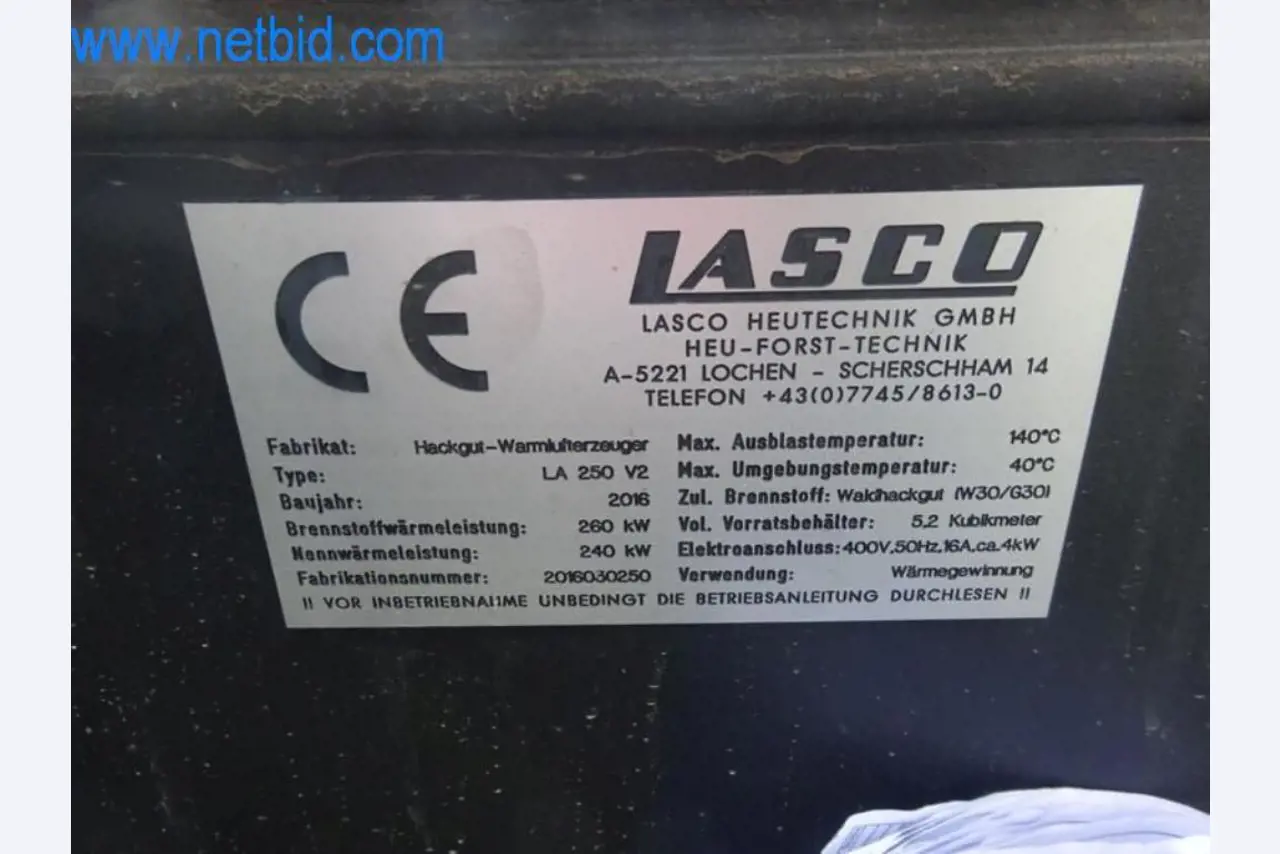 www.netbid.com
CE
LASCO
LASCO HEUTECHNIK GMBH
HEU-FORST-TECHNIK
A-5221 LOCHEN - SCHERSCHHAM 14
TELEFON +43(0)7745/8613-0
Fabrikat: Hackgut-Warmlufterzeuger
Type: LA 250 V2
Baujahr: 2016
Brennstoffwärmeleistung: 260 kW
Nennwärmeleistung: 240 kW
Fabrikationsnummer: 2016030250
Max. Ausblastemperatur: 140°C
Max. Umgebungstemperatur: 40°C
Zul. Brennstoff: Waldhackgut (W30/G30)
Vol. Vorratsbehälter: 5,2 Kubikmeter
Elektroanschluss: 400V,50Hz,16A,ca.4kW
Verwendung: Wärmegewinnung
!! VOR INBETRIEBNAHME UNBEDINGT DIE BETRIEBSANLEITUNG DURCHLESEN !!